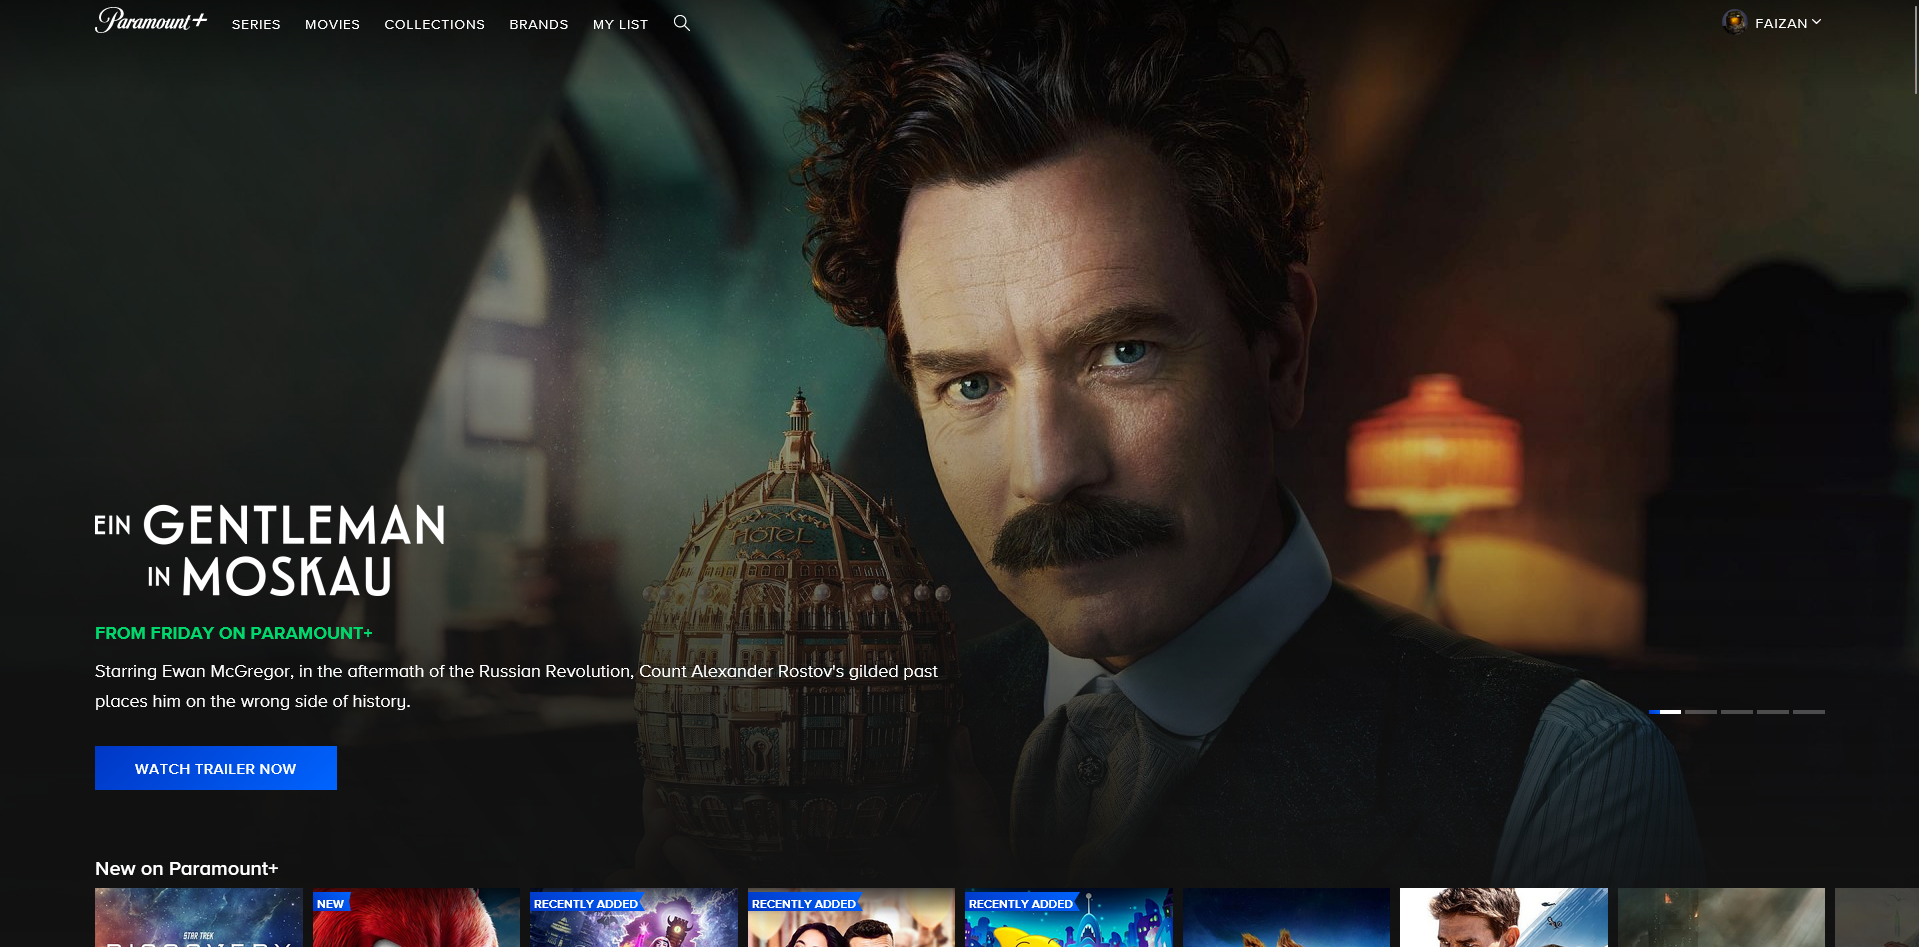 Paramount+ SERIES MOVIES COLLECTIONS BRANDS MY LIST FAIZAN
HOTEL
EIN GENTLEMAN
IN MOSKAU
FROM FRIDAY ON PARAMOUNT+
Starring Ewan McGregor, in the aftermath of the Russian Revolution, Count Alexander Rostov's gilded past
places him on the wrong side of history.
WATCH TRAILER NOW
New on Paramount+
NEW RECENTLY ADDED RECENTLY ADDED RECENTLY ADDED
STAR TREK
DISCOVERY